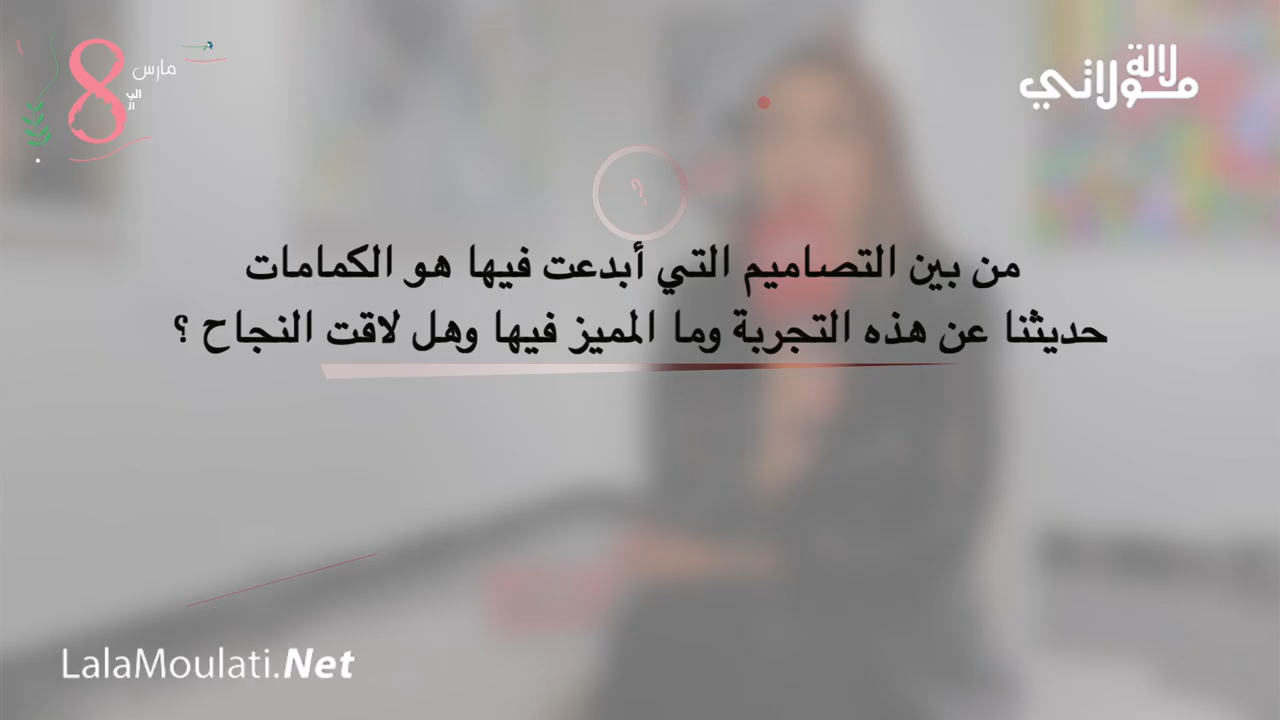 8 مارس
لالة مولاتي
من بين التصاميم التي أبدعت فيها هو الكمامات
حديثنا عن هذه التجربة وما المميز فيها وهل لاقت النجاح ؟
LalaMoulati.Net